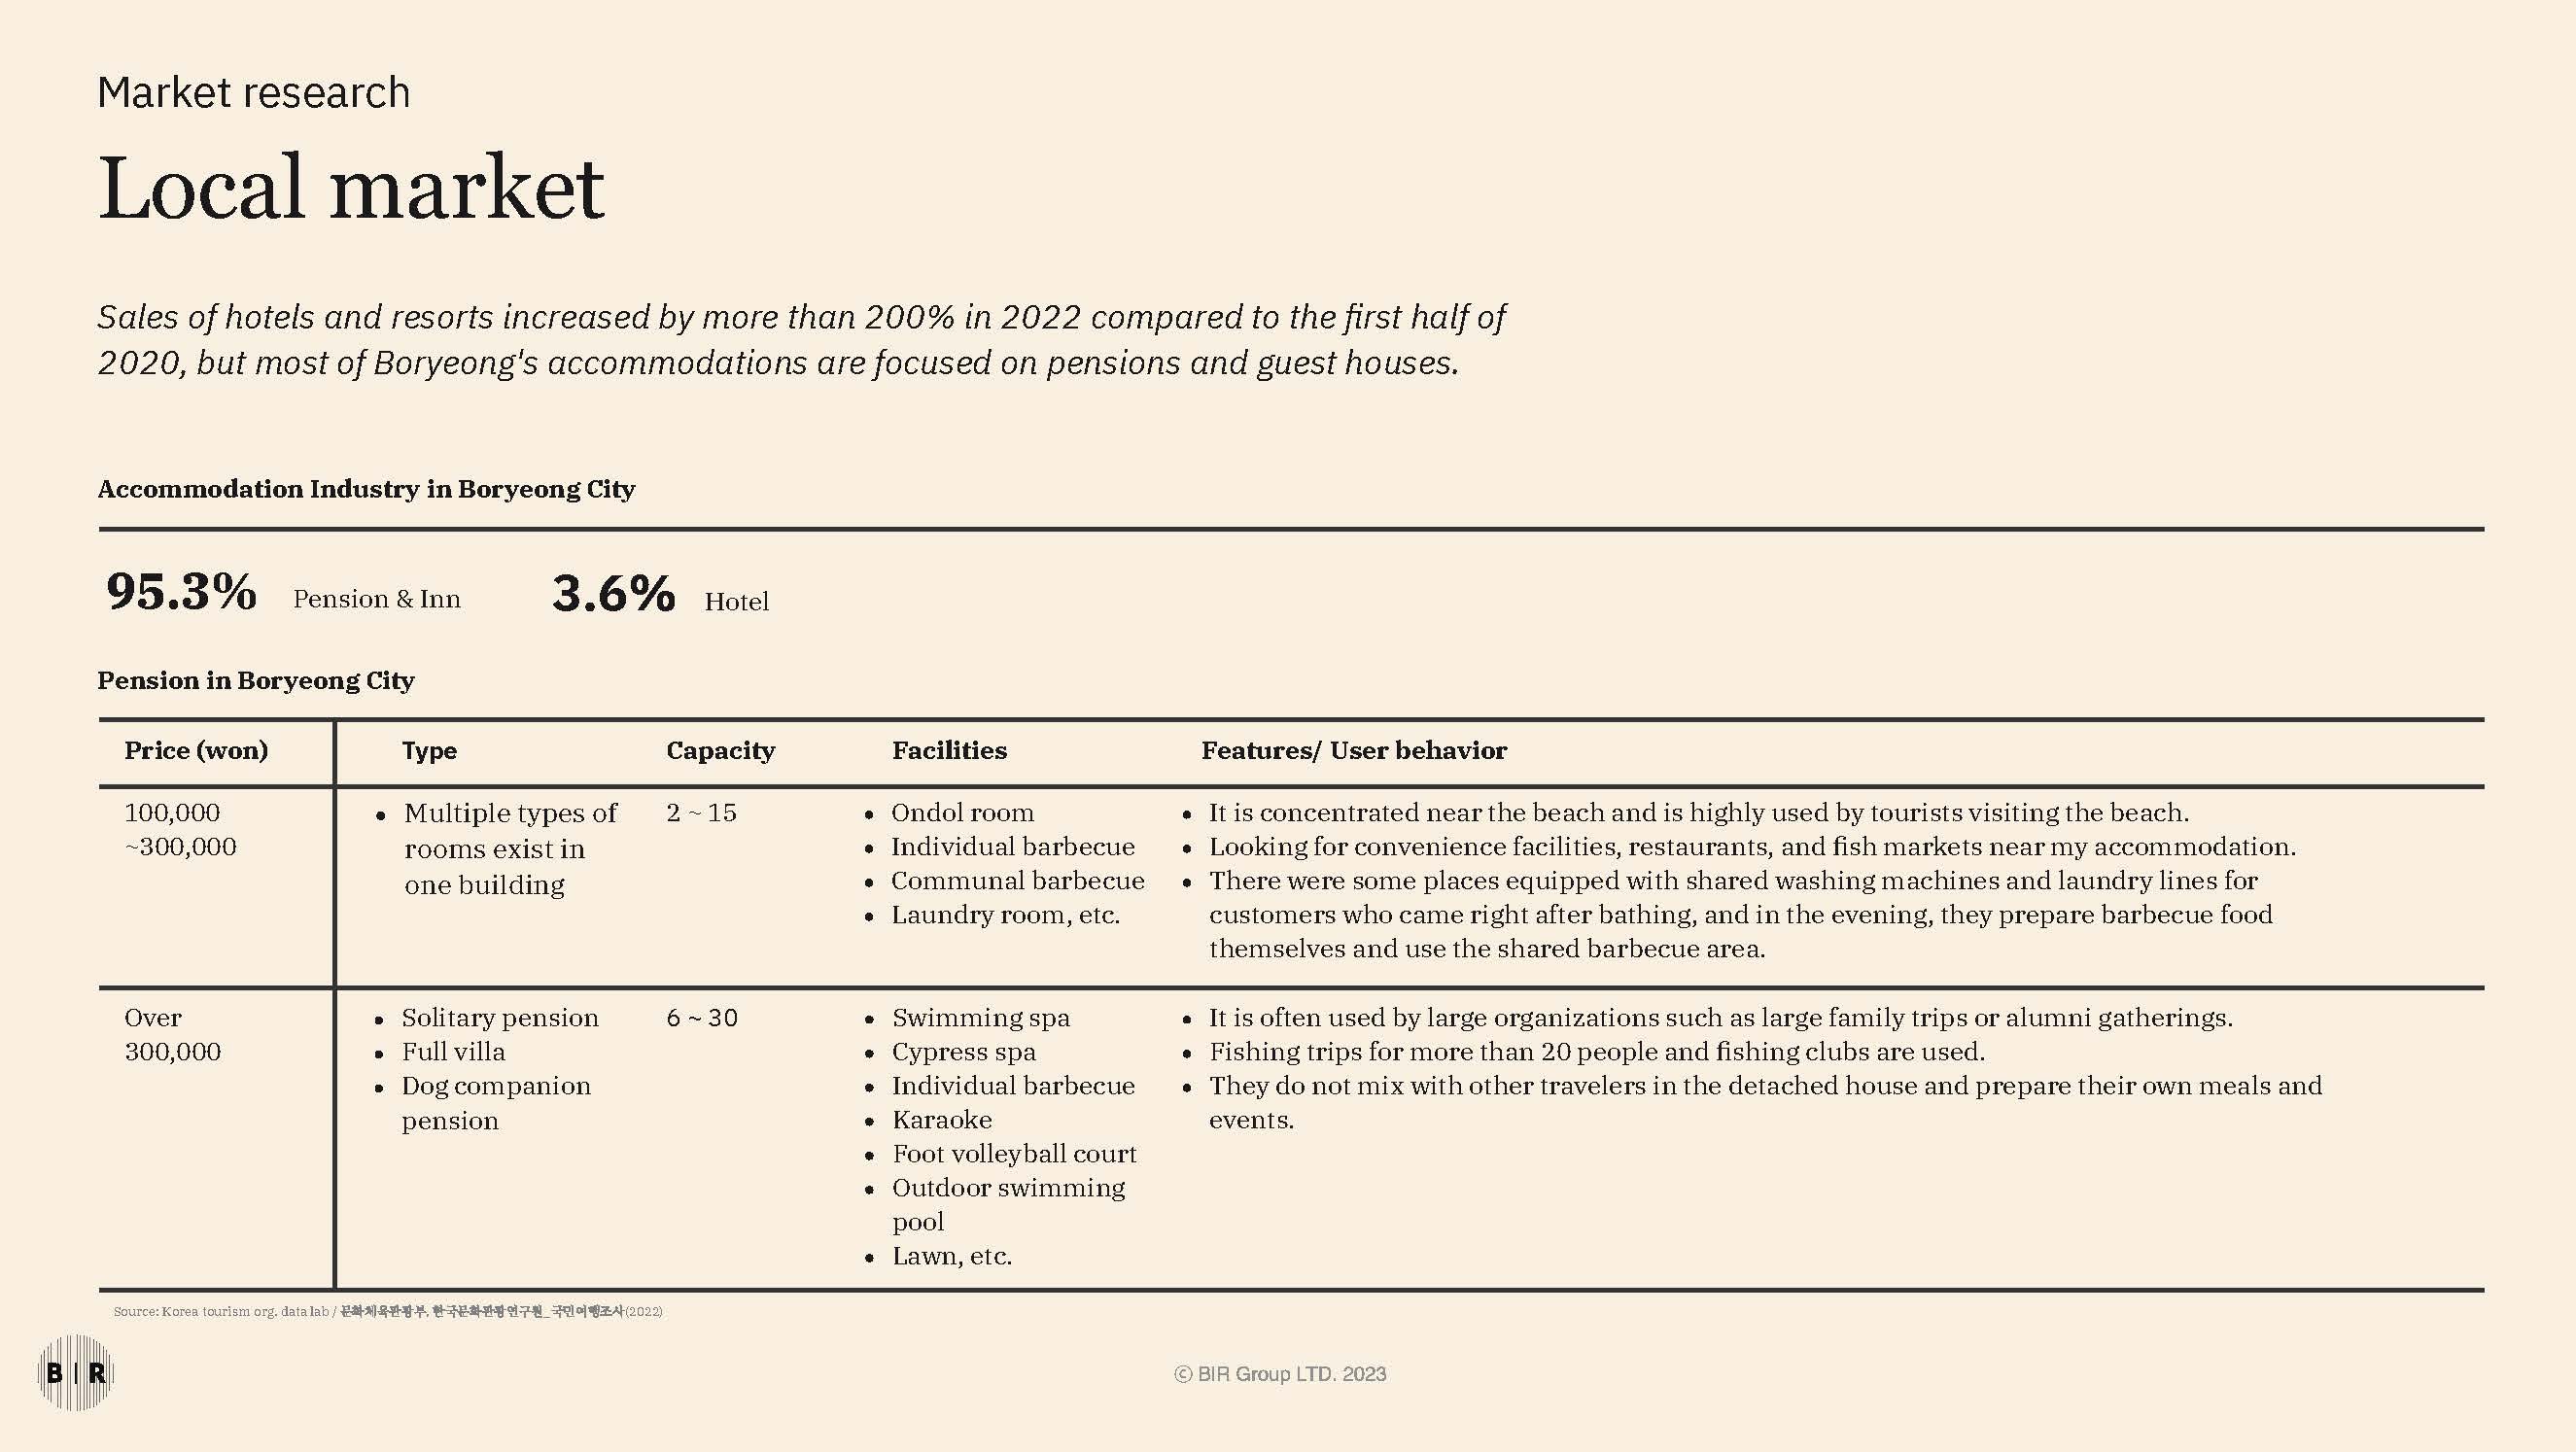 Market research
Local market
Sales of hotels and resorts increased by more than 200% in 2022 compared to the first half of
2020, but most of Boryeong's accommodations are focused on pensions and guest houses.
Accommodation Industry in Boryeong City
95.3% Pension & Inn 3.6% Hotel
Pension in Boryeong City
Price (won) Type Capacity Facilities Features/ User behavior
100,000
~300,000
• Multiple types of
rooms exist in
one building
2 ~ 15
• Ondol room
• Individual barbecue
• Communal barbecue
• Laundry room, etc.
• It is concentrated near the beach and is highly used by tourists visiting the beach.
• Looking for convenience facilities, restaurants, and fish markets near my accommodation.
• There were some places equipped with shared washing machines and laundry lines for
customers who came right after bathing, and in the evening, they prepare barbecue food
themselves and use the shared barbecue area.
Over
300,000
• Solitary pension
• Full villa
• Dog companion
pension
6 ~ 30
• Swimming spa
• Cypress spa
• Individual barbecue
• Karaoke
• Foot volleyball court
• Outdoor swimming
pool
• Lawn, etc.
• It is often used by large organizations such as large family trips or alumni gatherings.
• Fishing trips for more than 20 people and fishing clubs are used.
• They do not mix with other travelers in the detached house and prepare their own meals and
events.
Source: Korea tourism org. data lab / 문화체육관광부, 한국문화관광연구원_국민여행조사(2022)
B I R
© BIR Group LTD. 2023